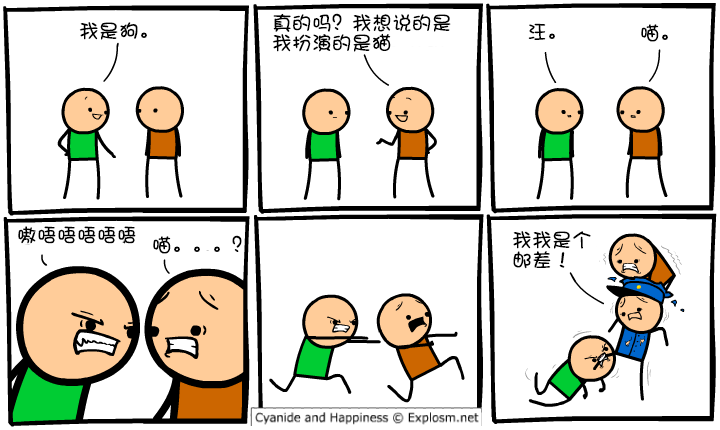 我是狗。
真的吗？我想说的是
我扮演的是猫
汪。
喵。
嗷唔唔唔唔唔
喵。。。？
我我是个
邮差！
Cyanide and Happiness © Explosm.net